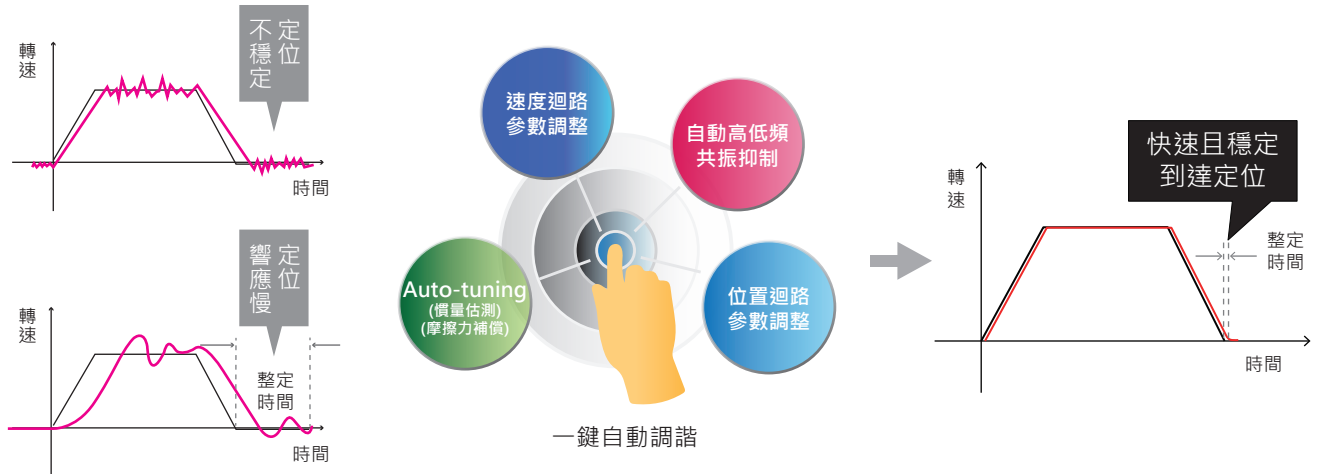 定位
不穩定
轉速
時間
定位
響應慢
轉速
整定
時間
時間
速度迴路
參數調整
自動高低頻
共振抑制
Auto-tuning
(慣量估測)
(摩擦力補償)
位置迴路
參數調整
一鍵自動調諧
快速且穩定
到達定位
轉速
整定
時間
時間